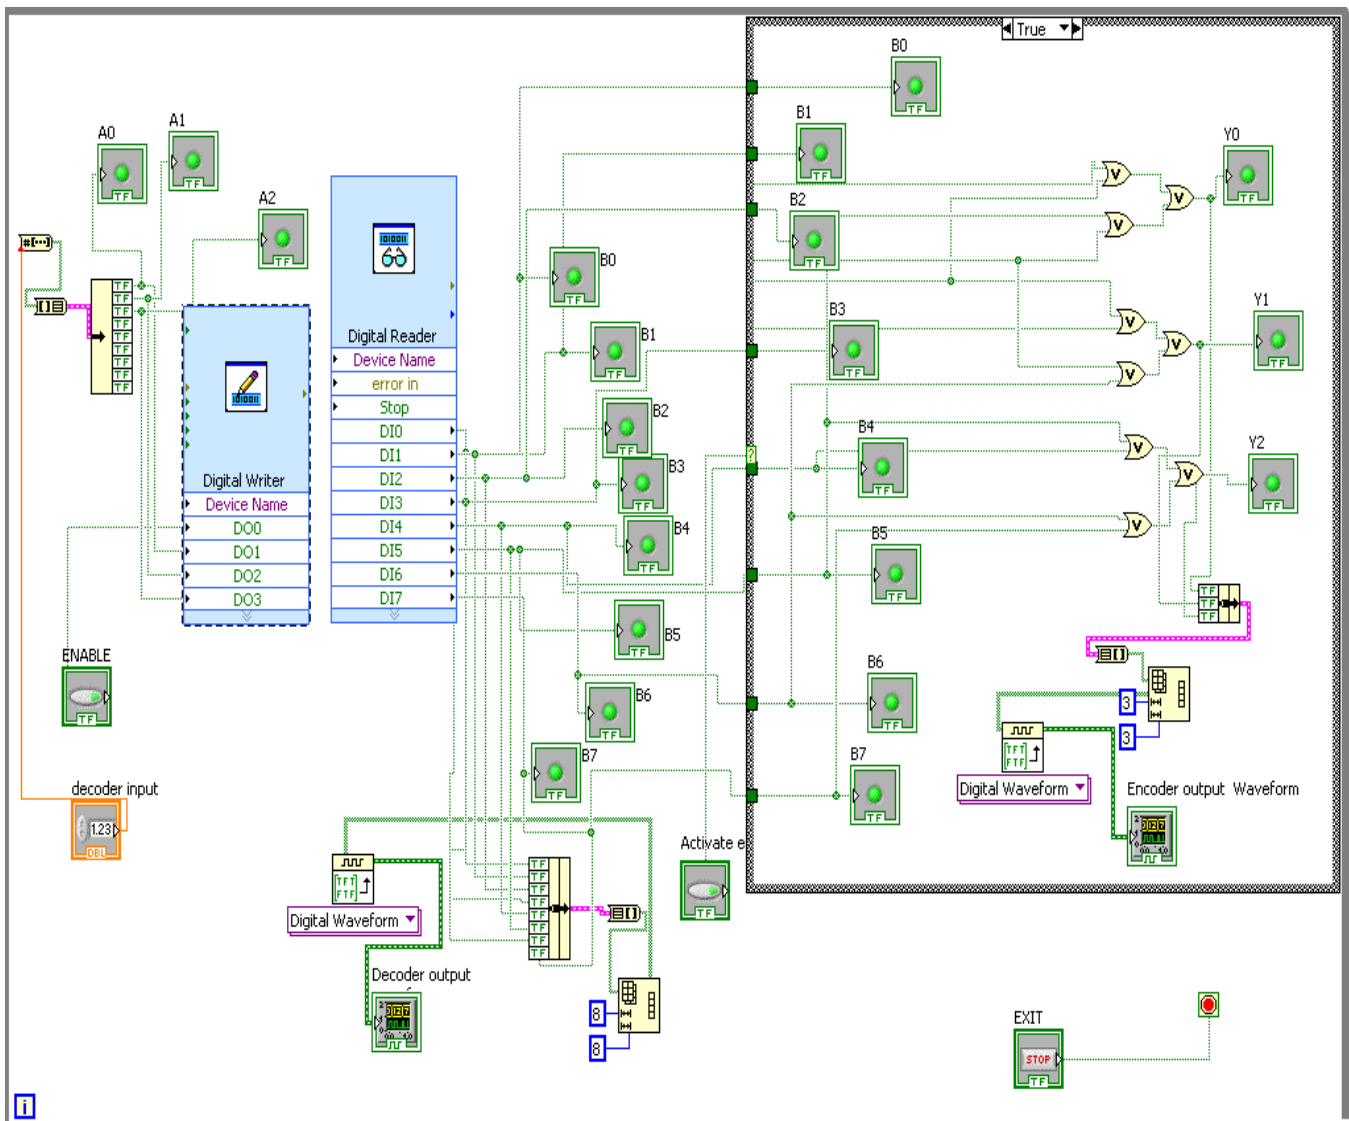 True
B0
B1
A0
A1
Y0
A2
B2
B0
B3
Y1
Digital Reader
B1
Device Name
error in
Stop
B2
DI0
B4
Y2
DI1
B3
Digital Writer
DI2
Device Name
DI3
DO0
DI4
B4
B5
DO1
DI5
DO2
DI6
DO3
DI7
B5
ENABLE
TF
B6
B6
3
3
B7
B7
decoder input
1.23
DBL
Digital Waveform
Encoder output Waveform
Activate e
TF
Digital Waveform
Decoder output
8
8
EXIT
STOP
TF
i